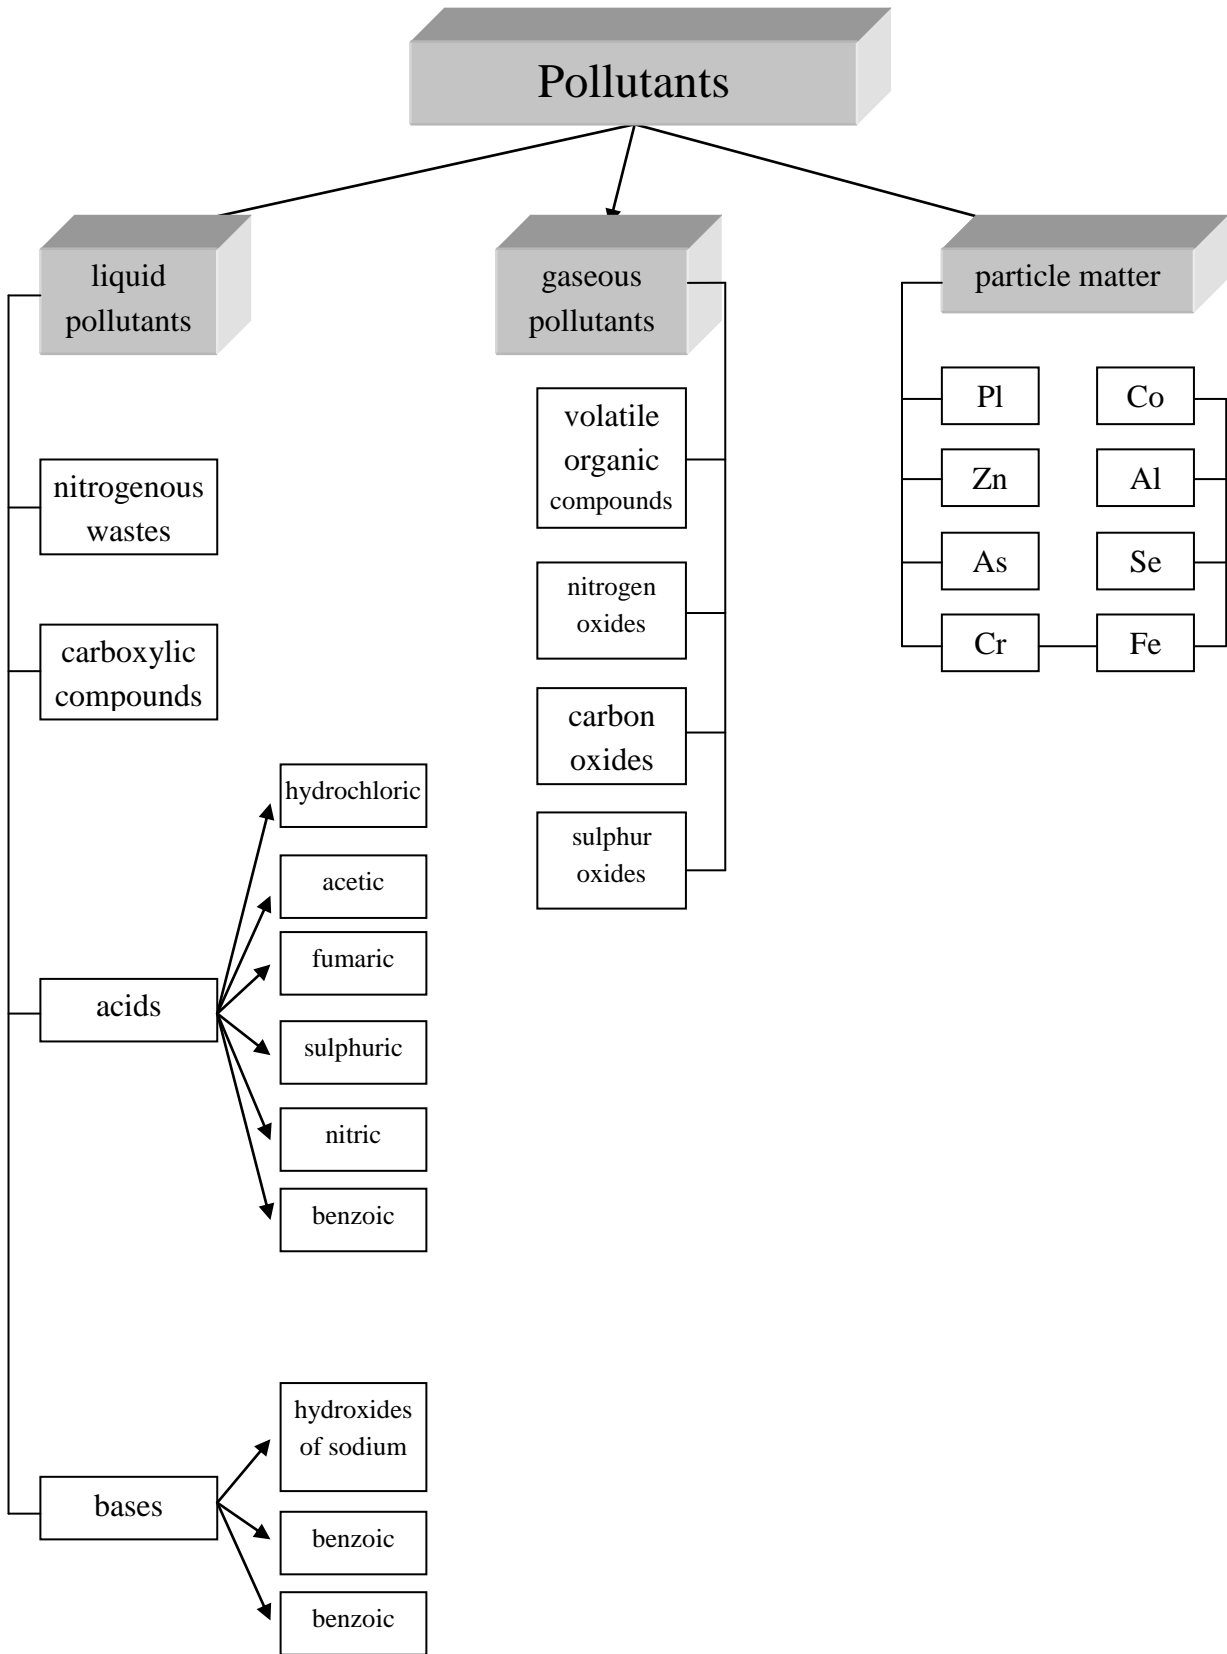 Pollutants
liquid
pollutants
nitrogenous
wastes
carboxylic
compounds
acids
hydrochloric
acetic
fumaric
sulphuric
nitric
benzoic
bases
hydroxides
of sodium
benzoic
benzoic
gaseous
pollutants
volatile
organic
compounds
nitrogen
oxides
carbon
oxides
sulphur
oxides
particle matter
Pl
Co
Zn
Al
As
Se
Cr
Fe